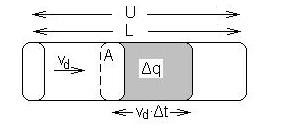 U
L
v_d A Δq
v_d·Δt